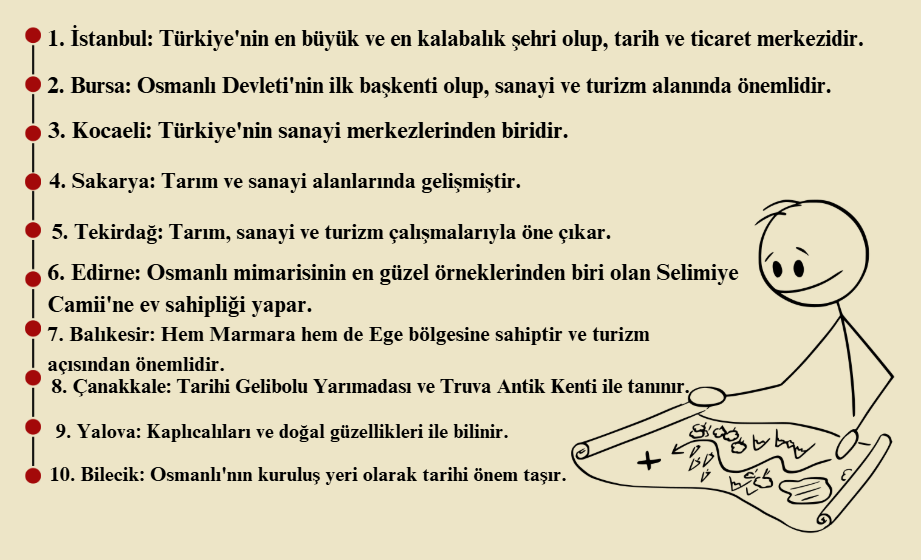 1. İstanbul: Türkiye'nin en büyük ve en kalabalık şehri olup, tarih ve ticaret merkezidir.
2. Bursa: Osmanlı Devleti'nin ilk başkenti olup, sanayi ve turizm alanında önemlidir.
3. Kocaeli: Türkiye'nin sanayi merkezlerinden biridir.
4. Sakarya: Tarım ve sanayi alanlarında gelişmiştir.
5. Tekirdağ: Tarım, sanayi ve turizm çalışmalarıyla öne çıkar.
6. Edirne: Osmanlı mimarisinin en güzel örneklerinden biri olan Selimiye
Camii'ne ev sahipliği yapar.
7. Balıkesir: Hem Marmara hem de Ege bölgesine sahiptir ve turizm
açısından önemlidir.
8. Çanakkale: Tarihi Gelibolu Yarımadası ve Truva Antik Kenti ile tanınır.
9. Yalova: Kaplıcalıları ve doğal güzellikleri ile bilinir.
10. Bilecik: Osmanlı'nın kuruluş yeri olarak tarihi önem taşır.